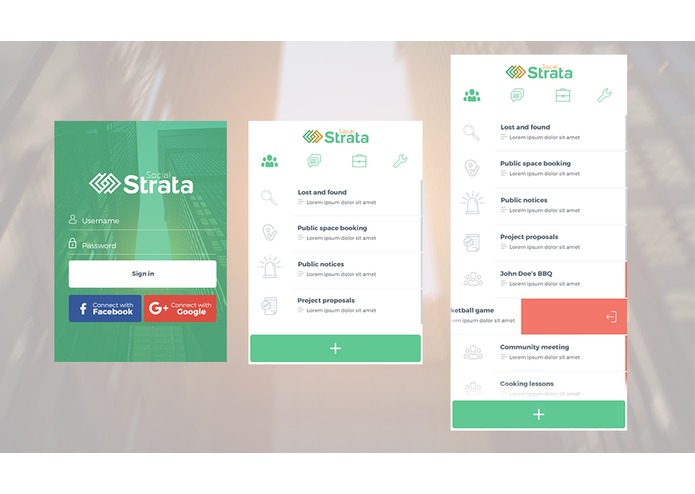 Social
Strata
Username
Password
Sign in
Connect with
Facebook
Connect with
Google
Social
Strata
Lost and found
Lorem ipsum dolor sit amet
Public space booking
Lorem ipsum dolor sit amet
Public notices
Lorem ipsum dolor sit amet
Project proposals
Lorem ipsum dolor sit amet
Social
Strata
Lost and found
Lorem ipsum dolor sit amet
Public space booking
Lorem ipsum dolor sit amet
Public notices
Lorem ipsum dolor sit amet
Project proposals
Lorem ipsum dolor sit amet
John Doe's BBQ
Lorem ipsum dolor sit amet
ketball game
ipsum dolor sit amet
Community meeting
Lorem ipsum dolor sit amet
Cooking lessons
Lorem ipsum dolor sit amet